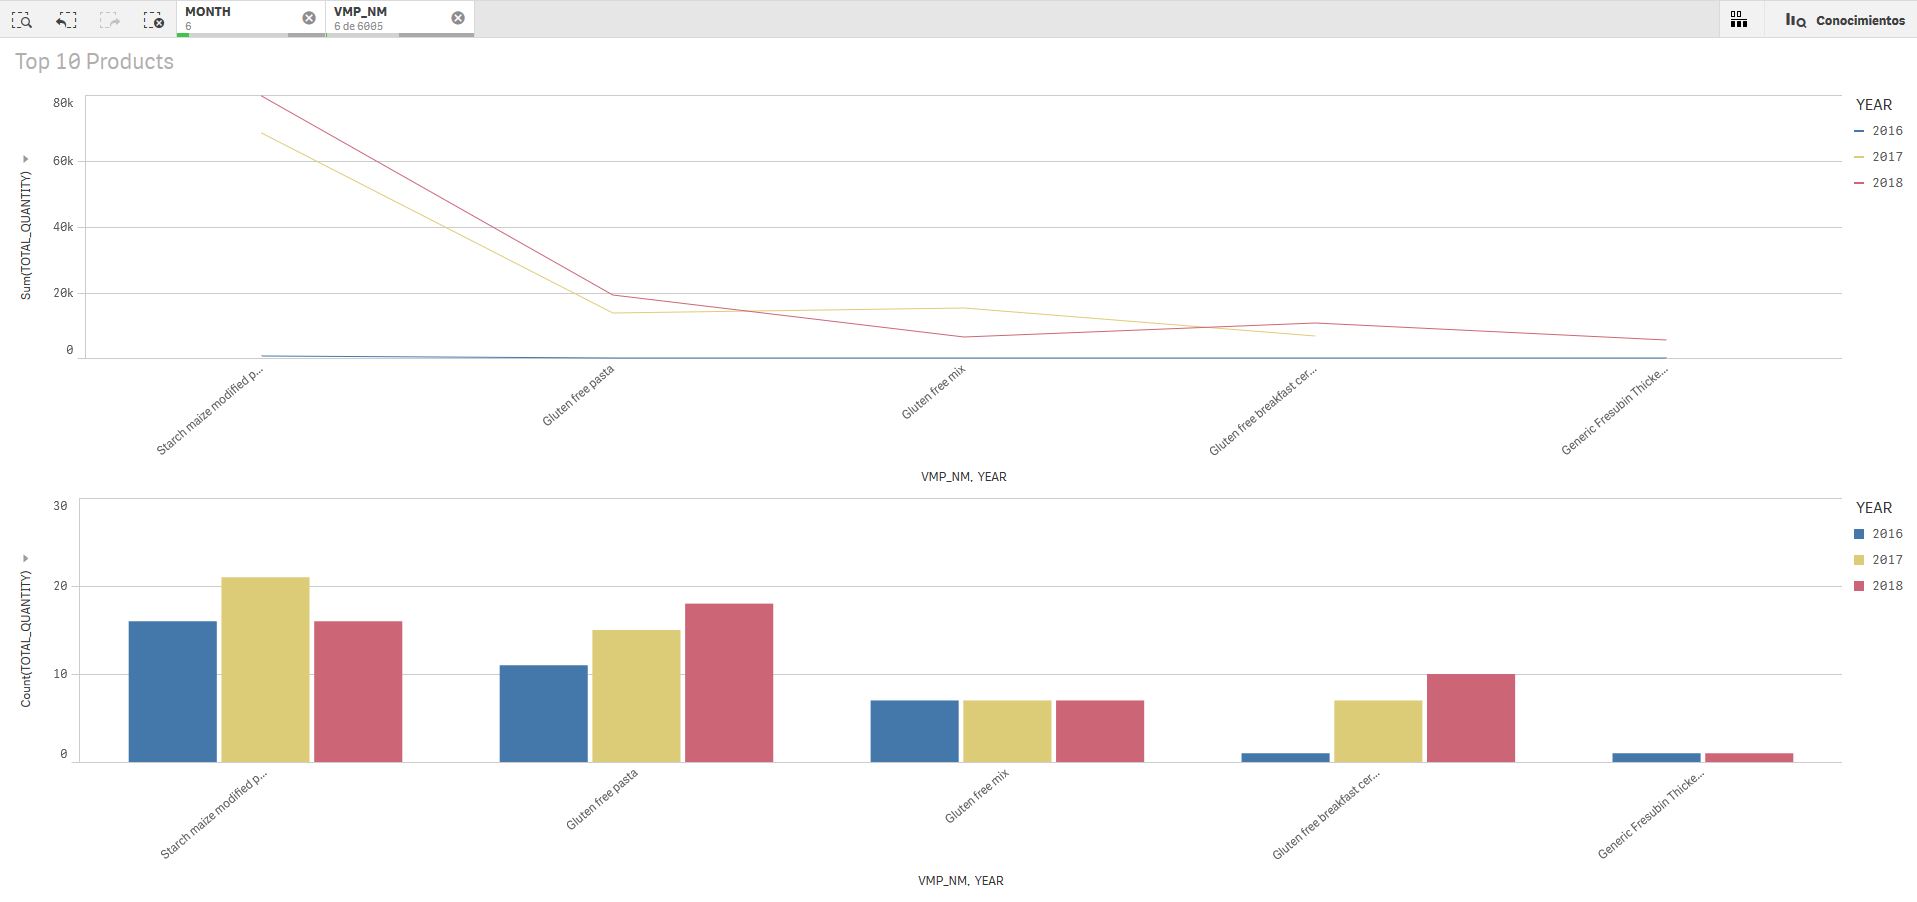 MONTH
6
VMP_NM
6 de 6005
Conocimientos
Top 10 Products
80k
60k
40k
20k
0
Sum(TOTAL_QUANTITY)
Starch maize modified p...
Gluten free pasta
Gluten free mix
Gluten free breakfast cer...
Generic Fresubin Thicke...
VMP_NM, YEAR
YEAR
2016
2017
2018
30
20
10
0
Count(TOTAL_QUANTITY)
Starch maize modified p...
Gluten free pasta
Gluten free mix
Gluten free breakfast cer...
Generic Fresubin Thicke...
VMP_NM, YEAR
YEAR
2016
2017
2018